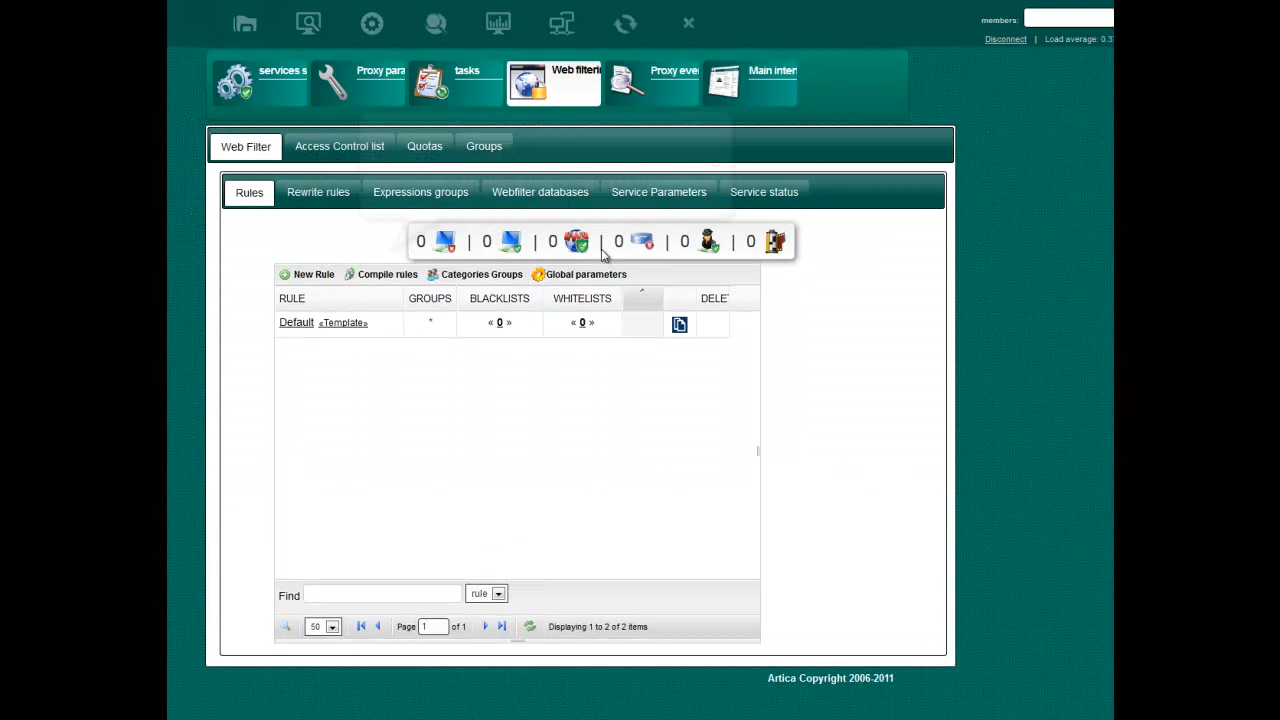 members:
Disconnect | Load average: 0.3
services s
Proxy para
tasks
Web filterin
Proxy eve
Main inter
Web Filter
Access Control list
Quotas
Groups
Rules
Rewrite rules
Expressions groups
Webfilter databases
Service Parameters
Service status
0 | 0 | 0 | 0 | 0 | 0
New Rule
Compile rules
Categories Groups
Global parameters
RULE GROUPS BLACKLISTS WHITELISTS DELET
Default «Template» * « 0 » « 0 »
Find rule
50 Page 1 of 1 Displaying 1 to 2 of 2 items
Artica Copyright 2006-2011